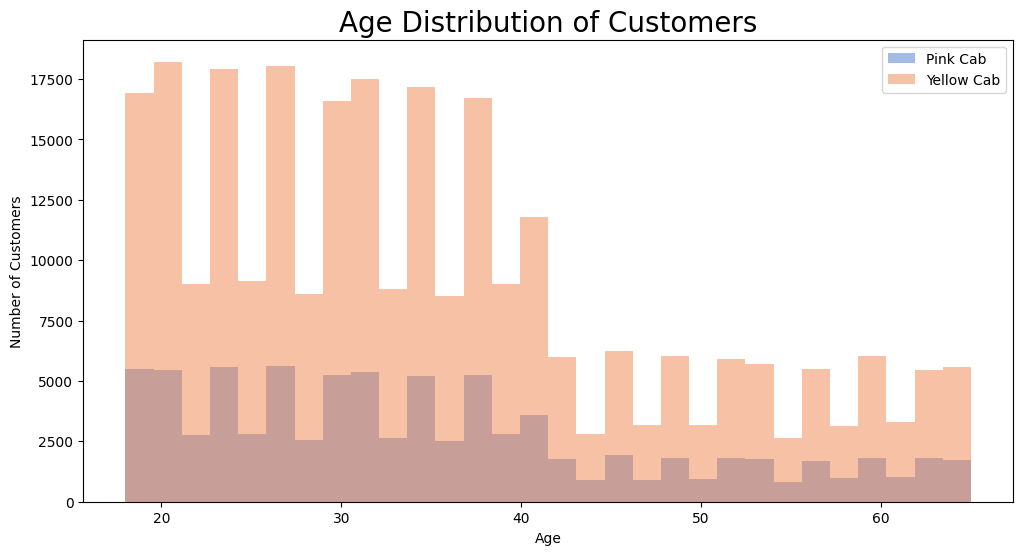 Age Distribution of Customers
Pink Cab
Yellow Cab
17500
15000
12500
10000
7500
5000
2500
0
Number of Customers
20 30 40 50 60
Age